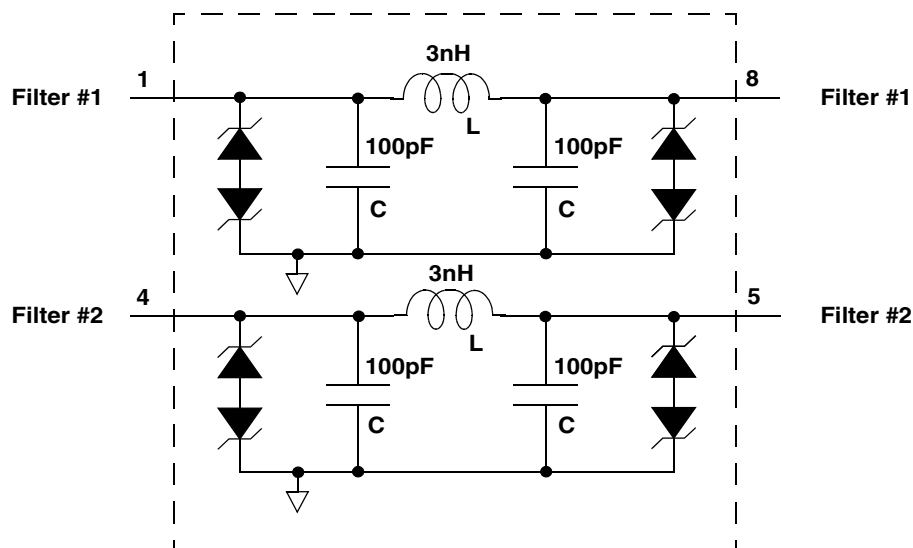 3nH
Filter #1 1 8 Filter #1
L
100pF 100pF
C C
3nH
Filter #2 4 5 Filter #2
L
100pF 100pF
C C